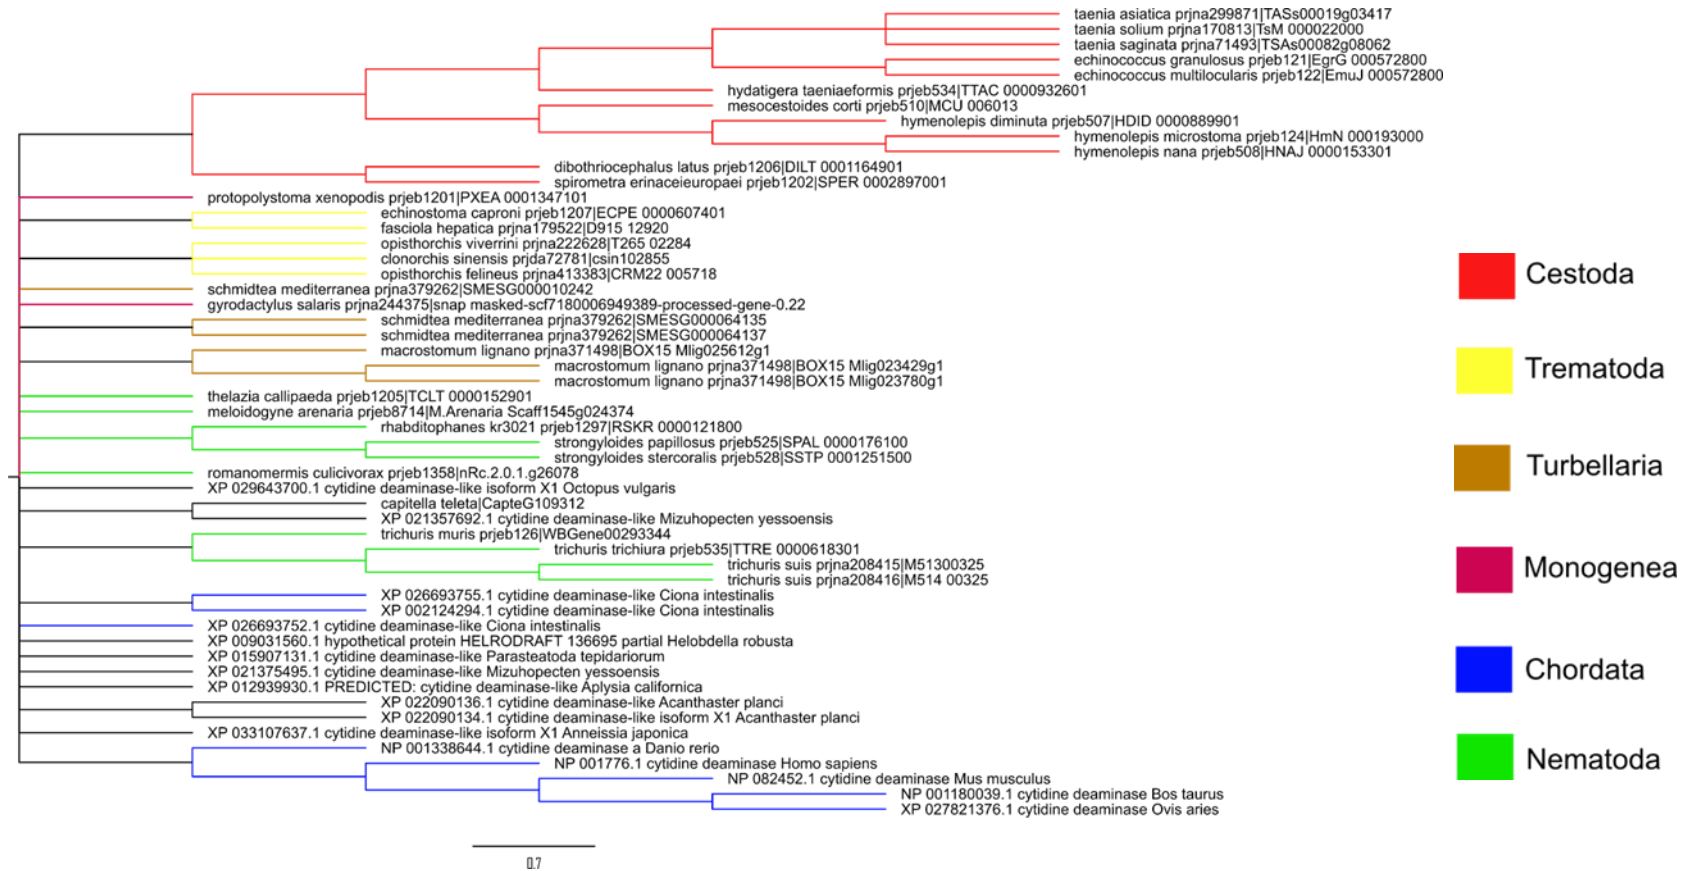 taenia asiatica prjna299871|TASs00019g03417
taenia solium prjna170813|TsM 000022000
taenia saginata prjna71493|TSAs00082g08062
echinococcus granulosus prjeb121|EgrG 000572800
echinococcus multilocularis prjeb122|EmuJ 000572800
hydatigera taeniaeformis prjeb534|TTAC 0000932601
mesocestoides corti prjeb510|MCU 006013
hymenolepis diminuta prjeb507|HDID 0000889901
hymenolepis microstoma prjeb124|HmN 000193000
hymenolepis nana prjeb508|HNAJ 0000153301
dibothriocephalus latus prjeb1206|DILT 0001164901
spirometra erinaceieuropaei prjeb1202|SPER 0002897001
protopolystoma xenopodis prjeb1201|PXEA 0001347101
echinostoma caproni prjeb1207|ECPE 0000607401
fasciola hepatica prjna179522|D915 12920
opisthorchis viverrini prjna222628|T265 02284
clonorchis sinensis prjda72781|csin102855
opisthorchis felineus prjna413383|CRM22 005718
schmidtea mediterranea prjna379262|SMESG000010242
gyrodactylus salaris prjna244375|snap masked-scf7180006949389-processed-gene-0.22
schmidtea mediterranea prjna379262|SMESG000064135
schmidtea mediterranea prjna379262|SMESG000064137
macrostomum lignano prjna371498|BOX15 Mlig025612g1
macrostomum lignano prjna371498|BOX15 Mlig023429g1
macrostomum lignano prjna371498|BOX15 Mlig023780g1
thelazia callipaeda prjeb1205|TCLT 0000152901
meloidogyne arenaria prjeb8714|M.Arenaria Scaff1545g024374
rhabditophanes kr3021 prjeb1297|RSKR 0000121800
strongyloides papillosus prjeb525|SPAL 0000176100
strongyloides stercoralis prjeb528|SSTP 0001251500
romanomermis culicivorax prjeb1358|nRc.2.0.1.g26078
XP 029643700.1 cytidine deaminase-like isoform X1 Octopus vulgaris
capitella teleta|CapteG109312
XP 021357692.1 cytidine deaminase-like Mizuhopecten yessoensis
trichuris muris prjeb126|WBGene00293344
trichuris trichiura prjeb535|TTRE 0000618301
trichuris suis prjna208415|M51300325
trichuris suis prjna208416|M514 00325
XP 026693755.1 cytidine deaminase-like Ciona intestinalis
XP 002124294.1 cytidine deaminase-like Ciona intestinalis
XP 026693752.1 cytidine deaminase-like Ciona intestinalis
XP 009031560.1 hypothetical protein HELRODRAFT 136695 partial Helobdella robusta
XP 015907131.1 cytidine deaminase-like Parasteatoda tepidariorum
XP 021375495.1 cytidine deaminase-like Mizuhopecten yessoensis
XP 012939930.1 PREDICTED: cytidine deaminase-like Aplysia californica
XP 022090136.1 cytidine deaminase-like Acanthaster planci
XP 022090134.1 cytidine deaminase-like isoform X1 Acanthaster planci
XP 033107637.1 cytidine deaminase-like isoform X1 Anneissia japonica
NP 001338644.1 cytidine deaminase a Danio rerio
NP 001776.1 cytidine deaminase Homo sapiens
NP 082452.1 cytidine deaminase Mus musculus
NP 001180039.1 cytidine deaminase Bos taurus
XP 027821376.1 cytidine deaminase Ovis aries
0.7
Cestoda
Trematoda
Turbellaria
Monogenea
Chordata
Nematoda